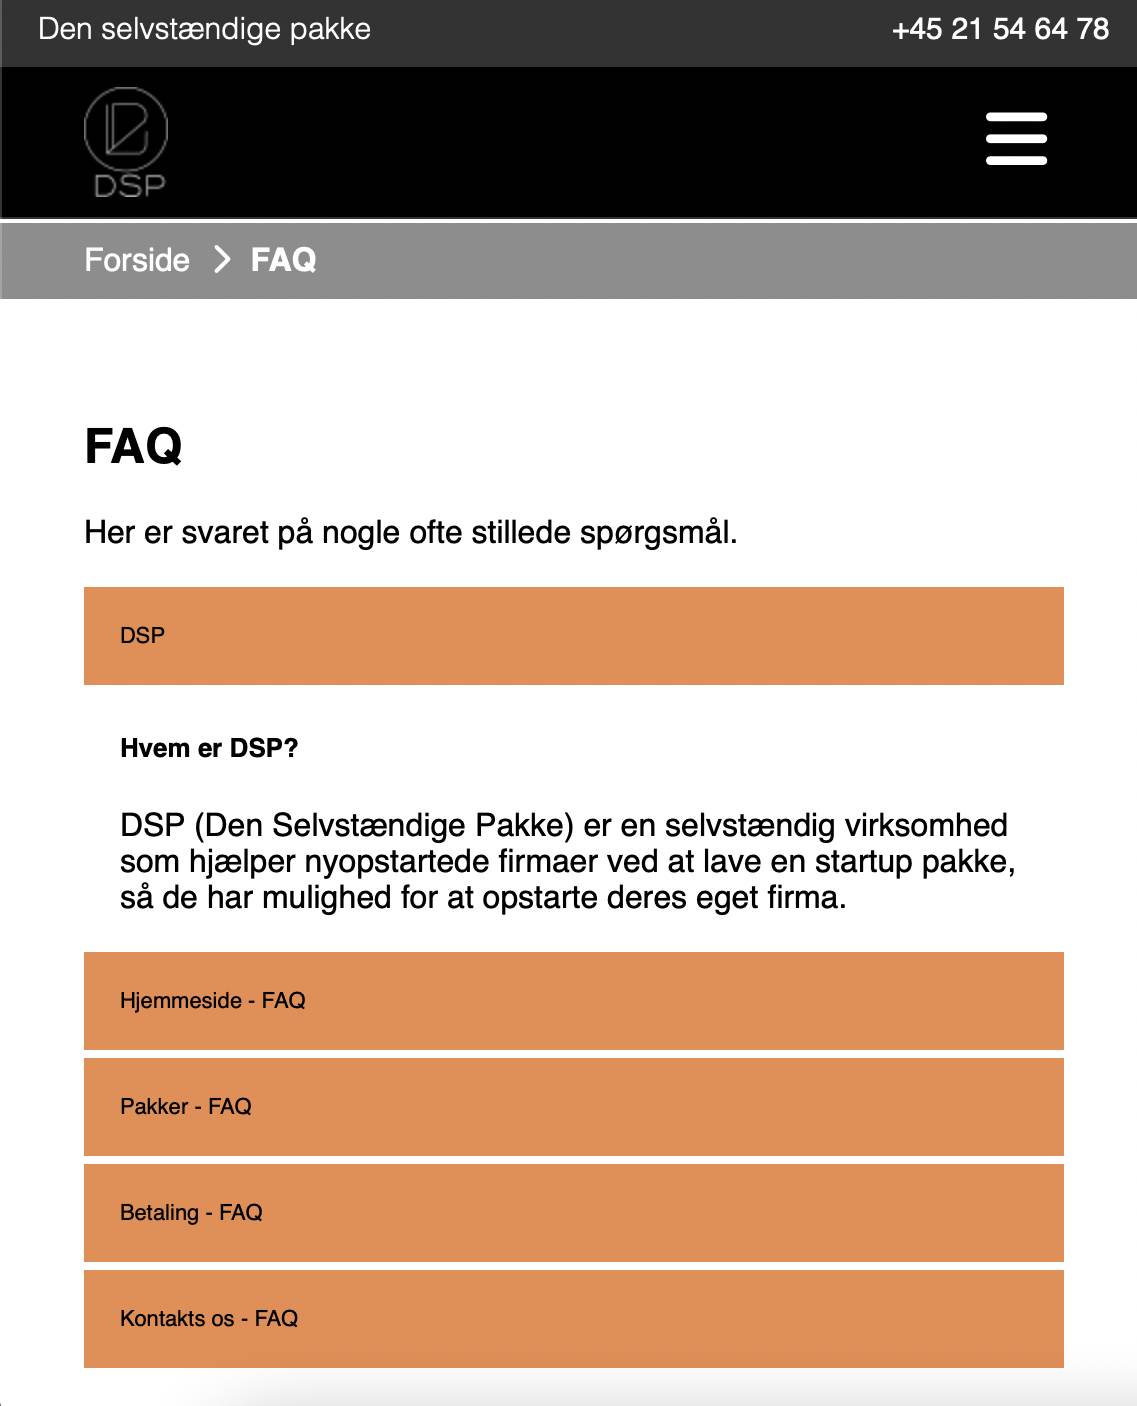 Den selvstændige pakke
+45 21 54 64 78
DSP
Forside > FAQ
FAQ
Her er svaret på nogle ofte stillede spørgsmål.
DSP
Hvem er DSP?
DSP (Den Selvstændige Pakke) er en selvstændig virksomhed
som hjælper nyopstartede firmaer ved at lave en startup pakke,
så de har mulighed for at opstarte deres eget firma.
Hjemmeside - FAQ
Pakker - FAQ
Betaling - FAQ
Kontakts os - FAQ